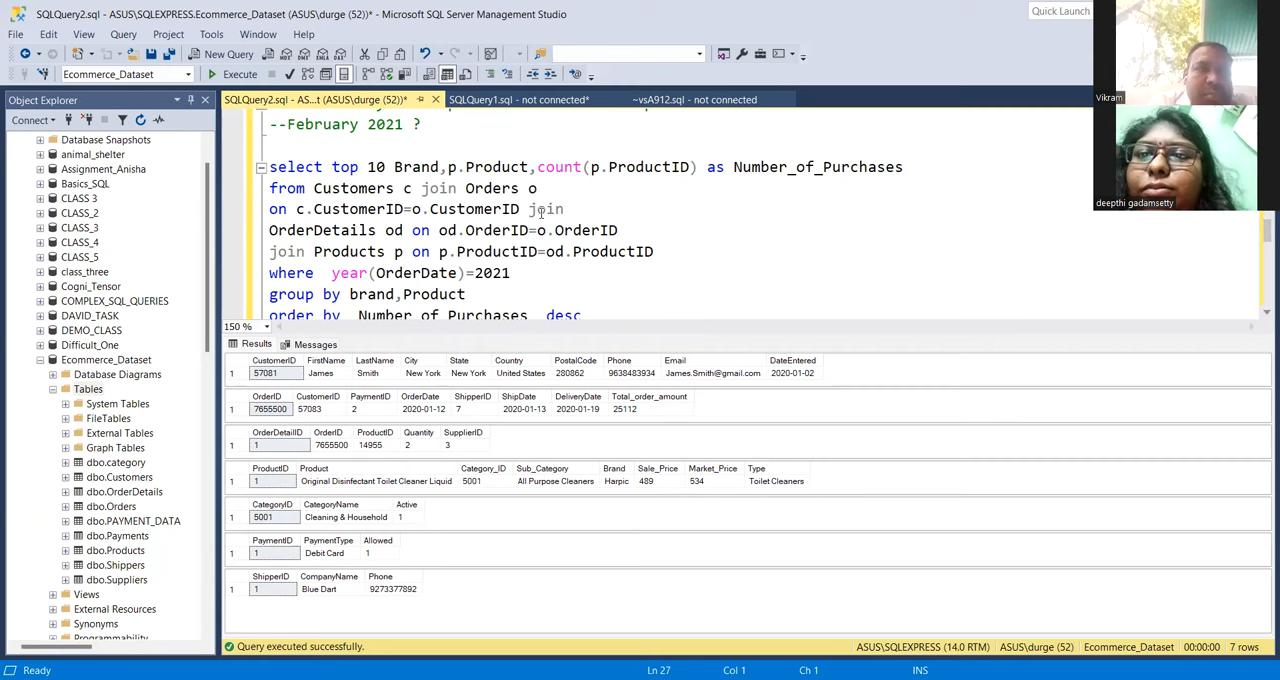 SQLQuery2.sql - ASUS\SQLEXPRESS.Ecommerce_Dataset (ASUS\durge (52))* - Microsoft SQL Server Management Studio
Quick Launch
File Edit View Query Project Tools Window Help
New Query
Ecommerce_Dataset Execute
Object Explorer
SQLQuery2.sql - AS...t (ASUS\durge (52))* SQLQuery1.sql - not connected* ~vsA912.sql - not connected
Vikram
deepthi gadamsetty
Connect
Database Snapshots
animal_shelter
Assignment_Anisha
Basics_SQL
CLASS 3
CLASS_2
CLASS_3
CLASS_4
CLASS_5
class_three
Cogni_Tensor
COMPLEX_SQL_QUERIES
DAVID_TASK
DEMO_CLASS
Difficult_One
Ecommerce_Dataset
Database Diagrams
Tables
System Tables
FileTables
External Tables
Graph Tables
dbo.category
dbo.Customers
dbo.OrderDetails
dbo.Orders
dbo.PAYMENT_DATA
dbo.Payments
dbo.Products
dbo.Shippers
dbo.Suppliers
Views
External Resources
Synonyms
Programmability
--February 2021 ?
select top 10 Brand,p.Product,count(p.ProductID) as Number_of_Purchases
from Customers c join Orders o
on c.CustomerID=o.CustomerID join
OrderDetails od on od.OrderID=o.OrderID
join Products p on p.ProductID=od.ProductID
where year(OrderDate)=2021
group by brand,Product
order by Number_of_Purchases desc
150 %
Results Messages
CustomerID FirstName LastName City State Country PostalCode Phone Email DateEntered
1 57081 James Smith New York New York United States 280862 9638483934 James.Smith@gmail.com 2020-01-02
OrderID CustomerID PaymentID OrderDate ShipperID ShipDate DeliveryDate Total_order_amount
1 7655500 57083 2 2020-01-12 7 2020-01-13 2020-01-19 25112
OrderDetailID OrderID ProductID Quantity SupplierID
1 1 7655500 14955 2 3
ProductID Product Category_ID Sub_Category Brand Sale_Price Market_Price Type
1 1 Original Disinfectant Toilet Cleaner Liquid 5001 All Purpose Cleaners Harpic 489 534 Toilet Cleaners
CategoryID CategoryName Active
1 5001 Cleaning & Household 1
PaymentID PaymentType Allowed
1 1 Debit Card 1
ShipperID CompanyName Phone
1 1 Blue Dart 9273377892
Query executed successfully. ASUS\SQLEXPRESS (14.0 RTM) ASUS\durge (52) Ecommerce_Dataset 00:00:00 7 rows
Ready Ln 27 Col 1 Ch 1 INS